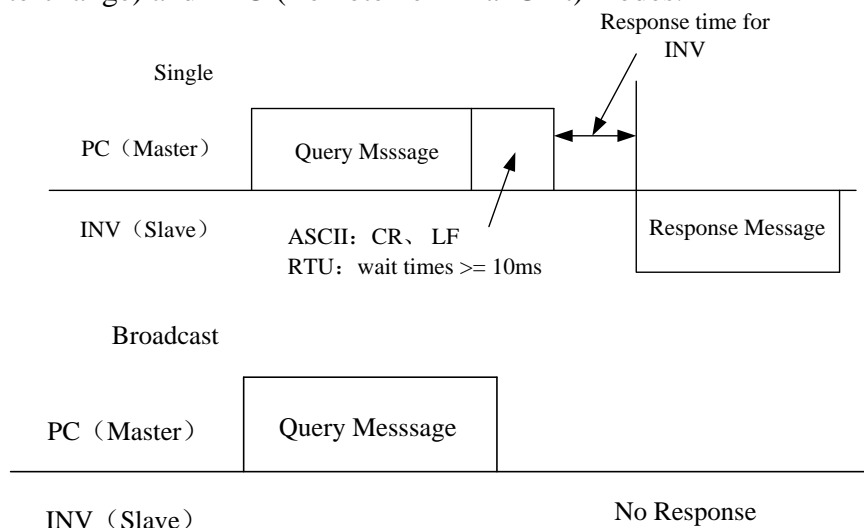 Response time for
INV
Single
PC（Master）
Query Msssage
INV（Slave）
ASCII：CR、 LF
RTU：wait times >= 10ms
Response Message
Broadcast
PC（Master）
Query Messsage
INV（Slave）
No Response